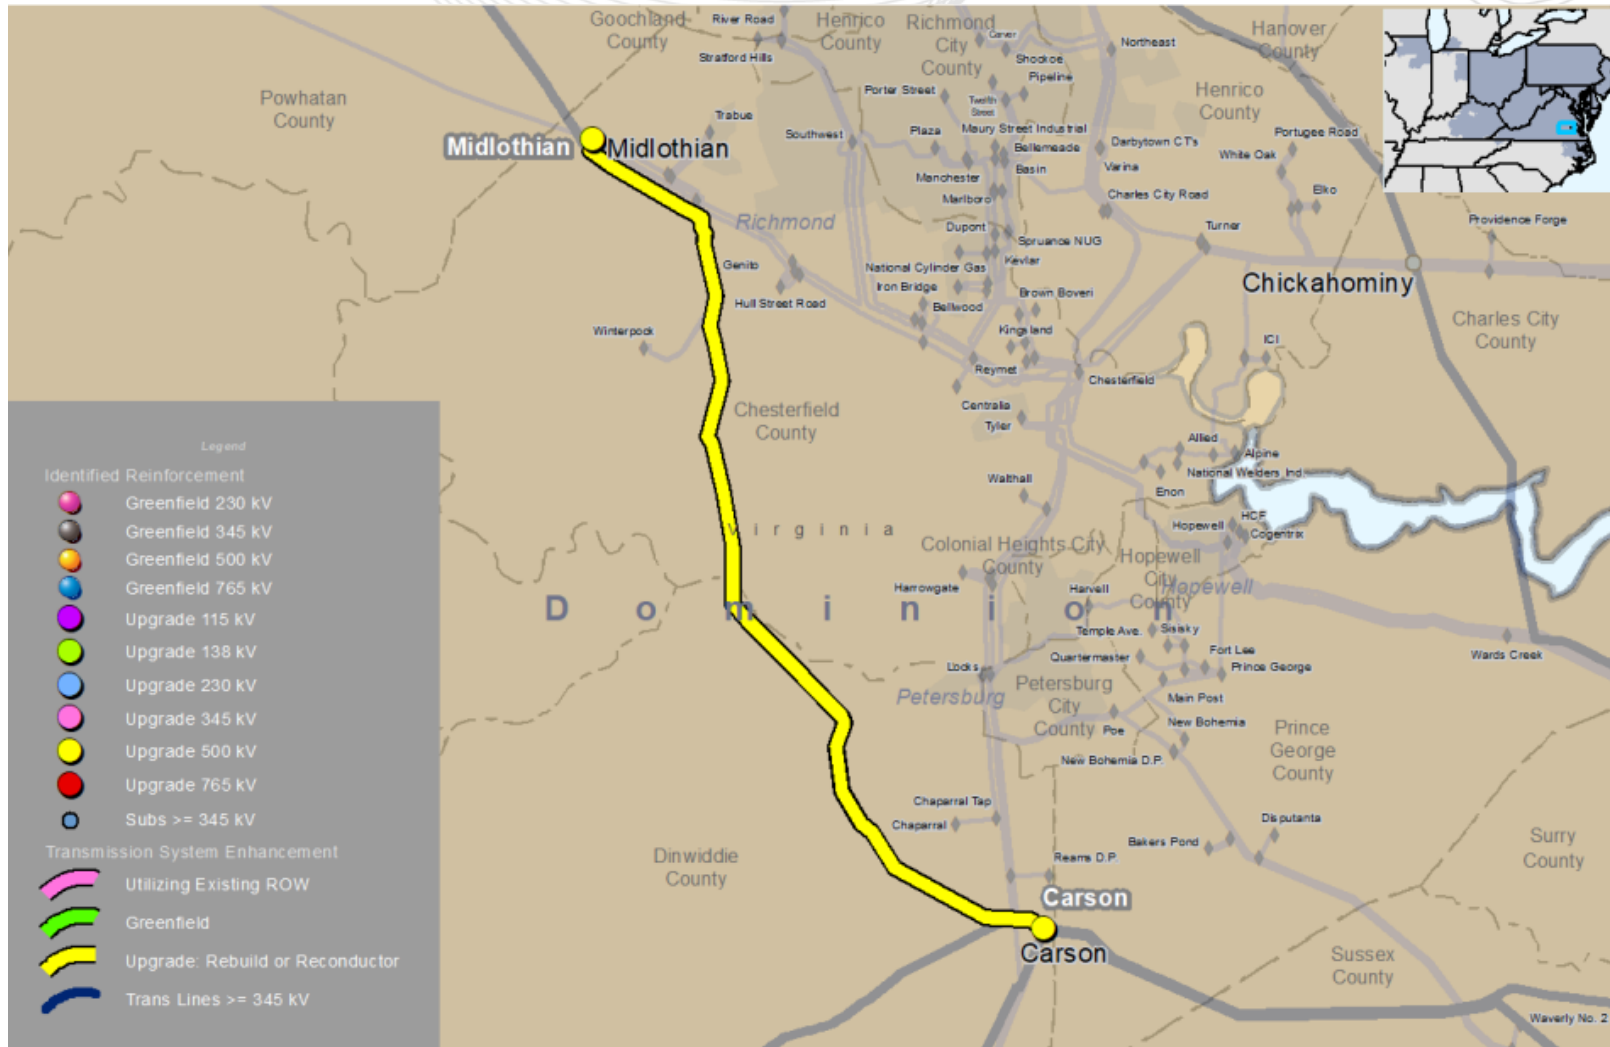 Goochland
County
River Road
Henrico
County
Richmond
City
County
Carver
Northeast
Hanover
County
Stratford Hills
Shockoe
Pipeline
Powhatan
County
Porter Street
Twelfth
Street
Henrico
County
Trabue
Southwest
Plaza
Maury Street Industrial
Portugee Road
Midlothian
Midlothian
Bellemeade
Darbytown CT's
White Oak
Basin
Varina
Manchester
Marlboro
Charles City Road
Elko
Richmond
Dupont
Spruance NUG
Turner
Providence Forge
Genito
National Cylinder Gas
Kevlar
Iron Bridge
Chickahominy
Hull Street Road
Bellwood
Brown Boveri
Winterpock
Kingsland
Charles City
County
ICI
Reymet
Chesterfield
Chesterfield
County
Centralia
Tyler
Allied
Alpine
National Welders Ind.
Walthall
Enon
Virginia
HCF
Hopewell
Cogentrix
Colonial Heights City
County
Hopewell
City
County
Hopewell
Harrowgate
Harvell
Dominion
Temple Ave.
Sisisky
Fort Lee
Wards Creek
Locks
Quartermaster
Prince George
Petersburg
Petersburg
City
County
Main Post
Poe
New Bohemia
Prince
George
County
New Bohemia D.P.
Chaparral Tap
Chaparral
Disputanta
Bakers Pond
Surry
County
Dinwiddie
County
Reams D.P.
Carson
Carson
Sussex
County
Waverly No. 2
Legend
Identified Reinforcement
Greenfield 230 kV
Greenfield 345 kV
Greenfield 500 kV
Greenfield 765 kV
Upgrade 115 kV
Upgrade 138 kV
Upgrade 230 kV
Upgrade 345 kV
Upgrade 500 kV
Upgrade 765 kV
Subs >= 345 kV
Transmission System Enhancement
Utilizing Existing ROW
Greenfield
Upgrade: Rebuild or Reconductor
Trans Lines >= 345 kV